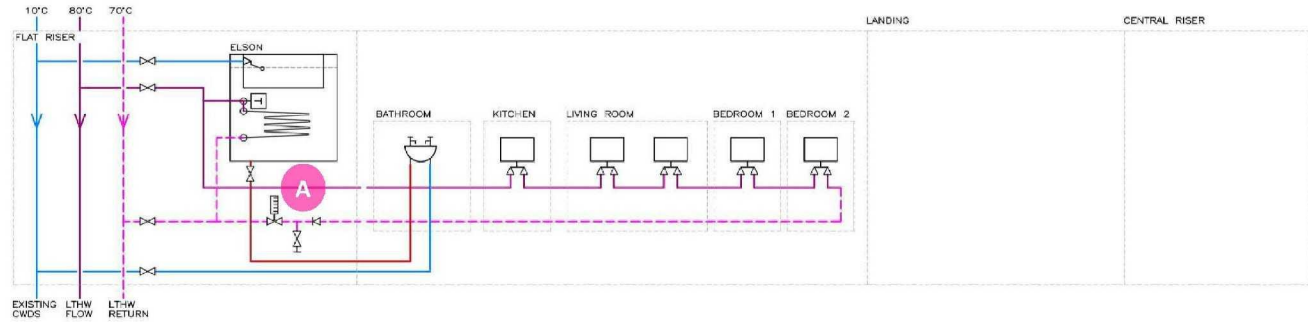 10°C 80°C 70°C
LANDING
CENTRAL RISER
FLAT RISER
ELSON
T
BATHROOM
KITCHEN
LIVING ROOM
BEDROOM 1
BEDROOM 2
A
EXISTING
CWDS
LTHW
FLOW
LTHW
RETURN